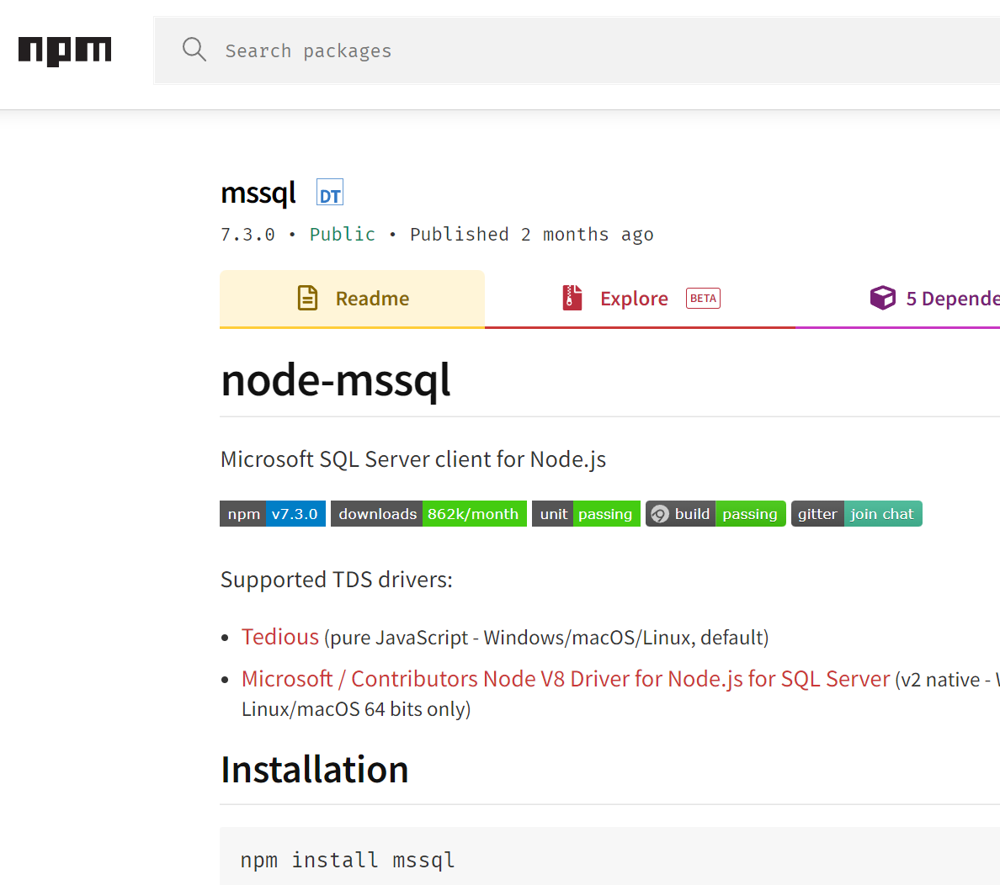 npm
Search packages
mssql DT
7.3.0 • Public • Published 2 months ago
Readme Explore BETA 5 Depende
node-mssql
Microsoft SQL Server client for Node.js
npm v7.3.0 downloads 862k/month unit passing build passing gitter join chat
Supported TDS drivers:
• Tedious (pure JavaScript - Windows/macOS/Linux, default)
• Microsoft / Contributors Node V8 Driver for Node.js for SQL Server (v2 native -
Linux/macOS 64 bits only)
Installation
npm install mssql